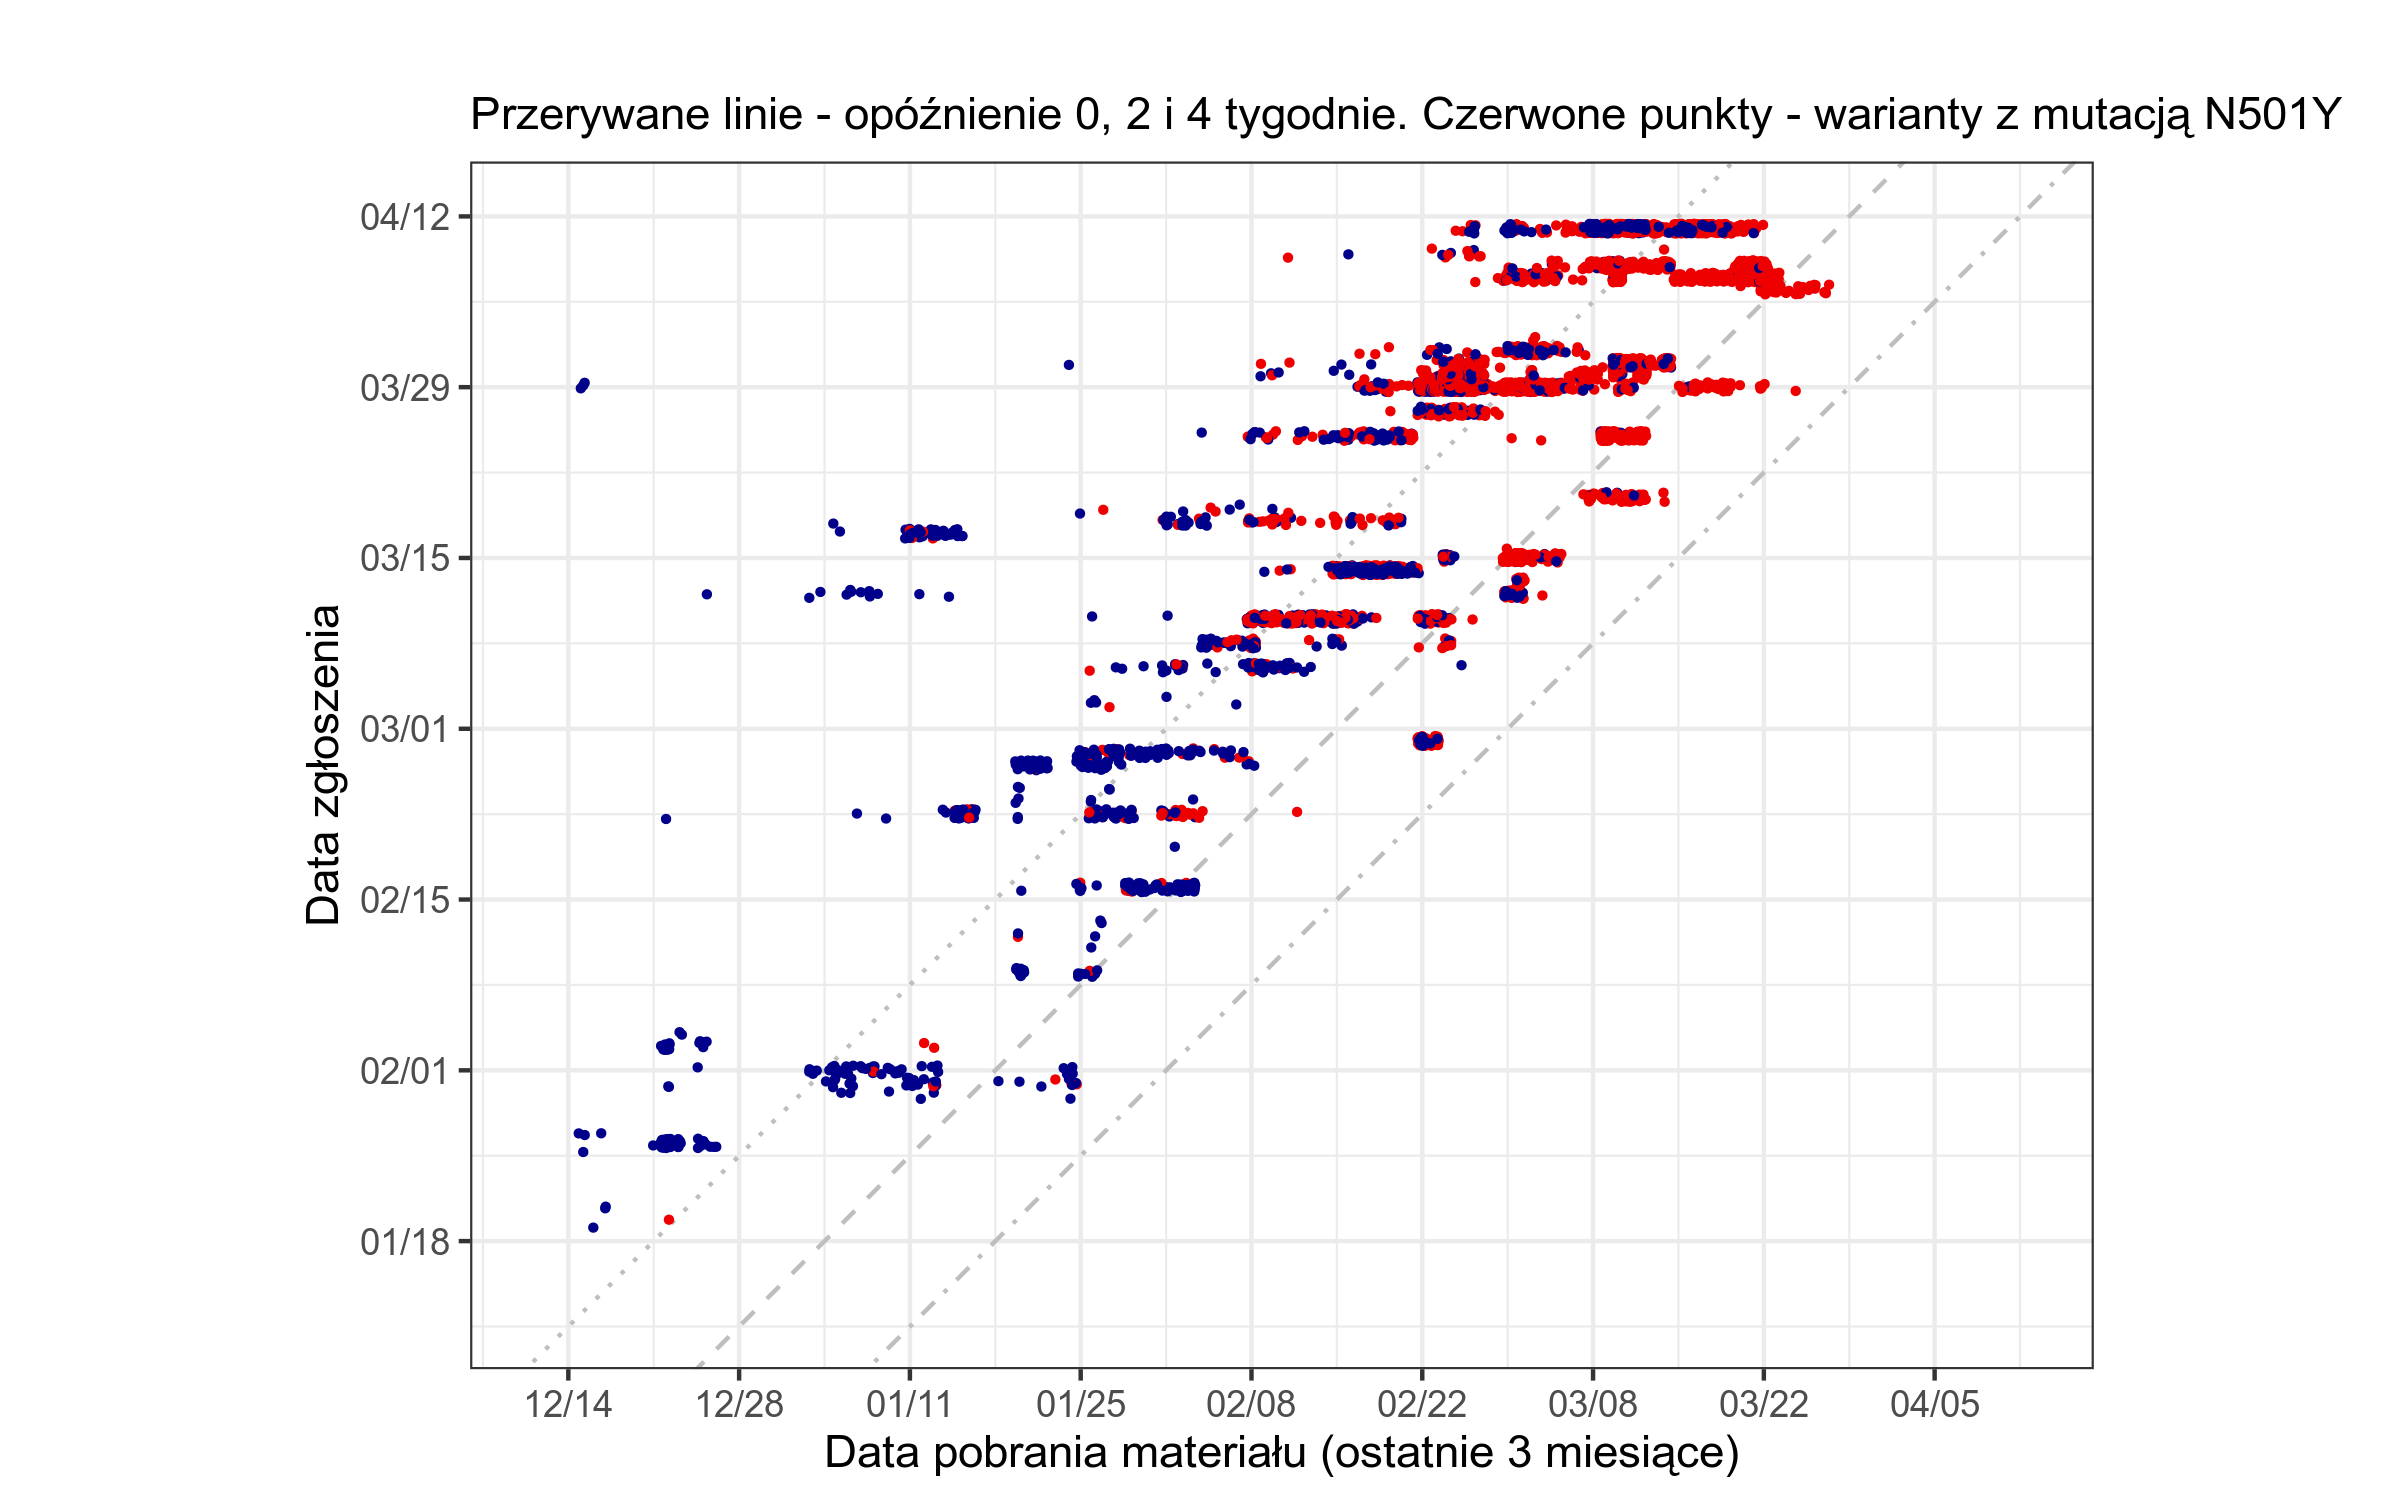 Przerywane linie - opóźnienie 0, 2 i 4 tygodnie. Czerwone punkty - warianty z mutacją N501Y
Data zgłoszenia
04/12
03/29
03/15
03/01
02/15
02/01
01/18
12/14 12/28 01/11 01/25 02/08 02/22 03/08 03/22 04/05
Data pobrania materiału (ostatnie 3 miesiące)